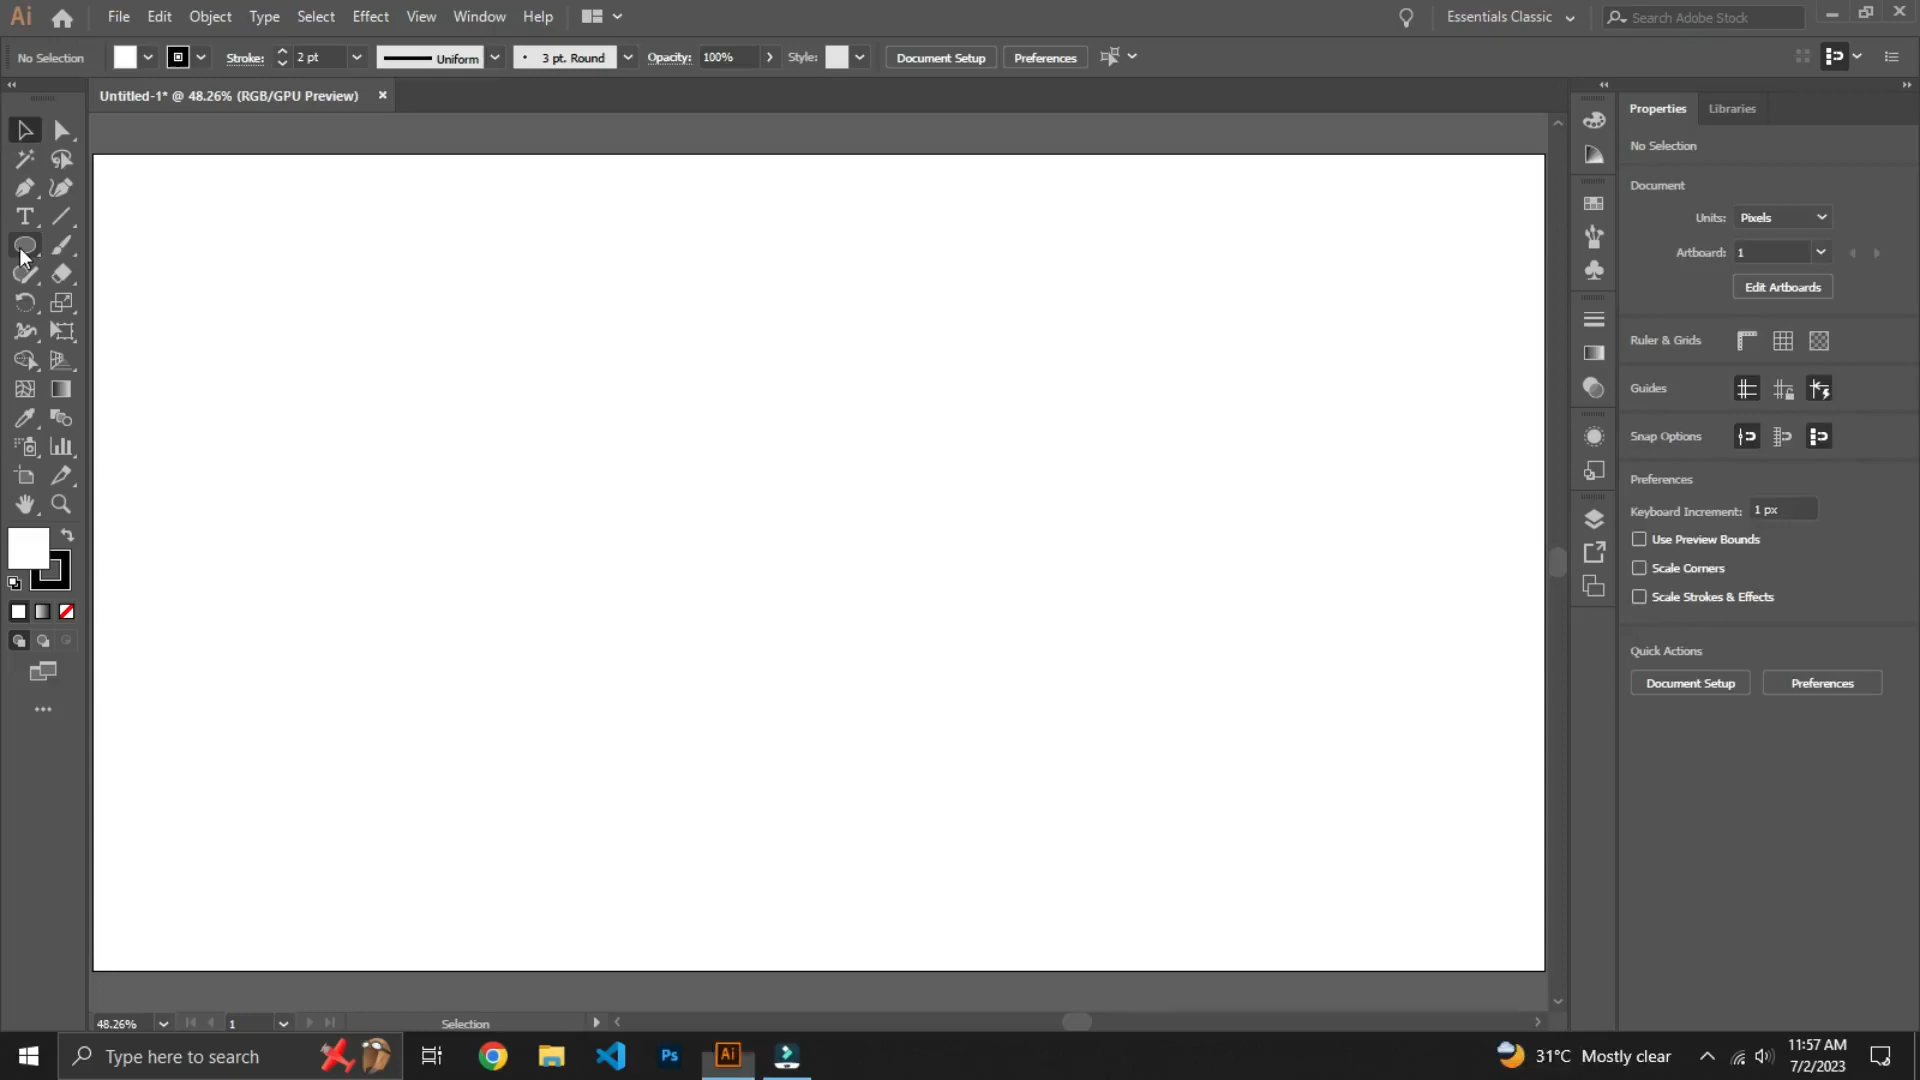 Ai File Edit Object Type Select Effect View Window Help Essentials Classic Search Adobe Stock
No Selection Stroke: 2 pt Uniform 3 pt. Round Opacity: 100% Style: Document Setup Preferences
Untitled-1* @ 48.26% (RGB/GPU Preview)
Properties Libraries
No Selection
Document
Units: Pixels
Artboard: 1
Edit Artboards
Ruler & Grids
Guides
Snap Options
Preferences
Keyboard Increment: 1 px
Use Preview Bounds
Scale Corners
Scale Strokes & Effects
Quick Actions
Document Setup Preferences
48.26% 1 Selection
Type here to search Ps Ai 31°C Mostly clear 11:57 AM
7/2/2023